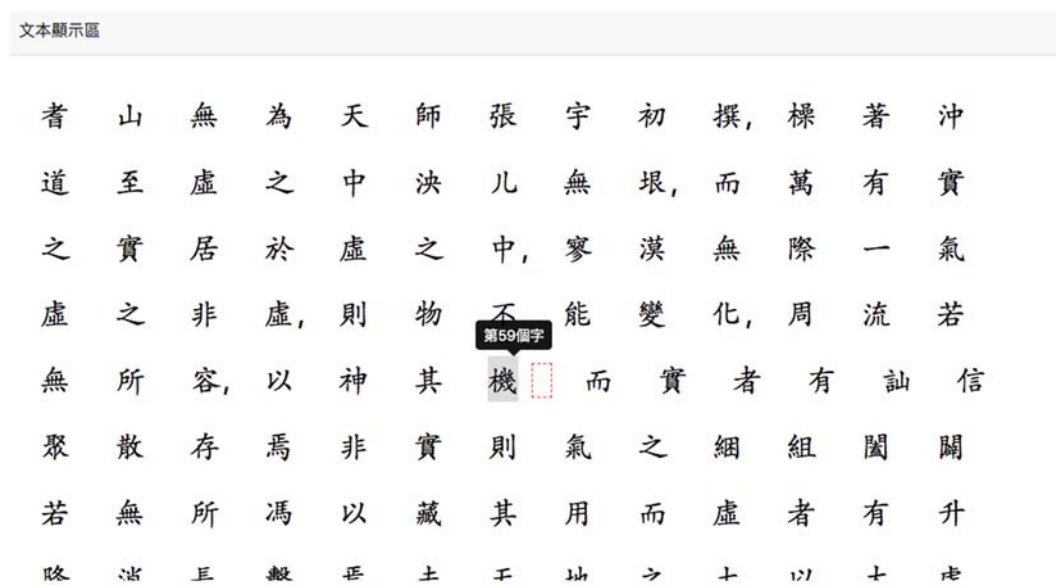 文本顯示區
耆山無為天師張宇初撰，橾著沖
道至虛之中泱儿無垠，而萬有實
之實居於虛之中，寥漠無際一氣
虛之非虛，則物不能變化，周流若
第59個字
無所容，以神其機而實者有訕信
聚散存焉非實則氣之綑組闔闢
若無所馮以藏其用而虛者有升